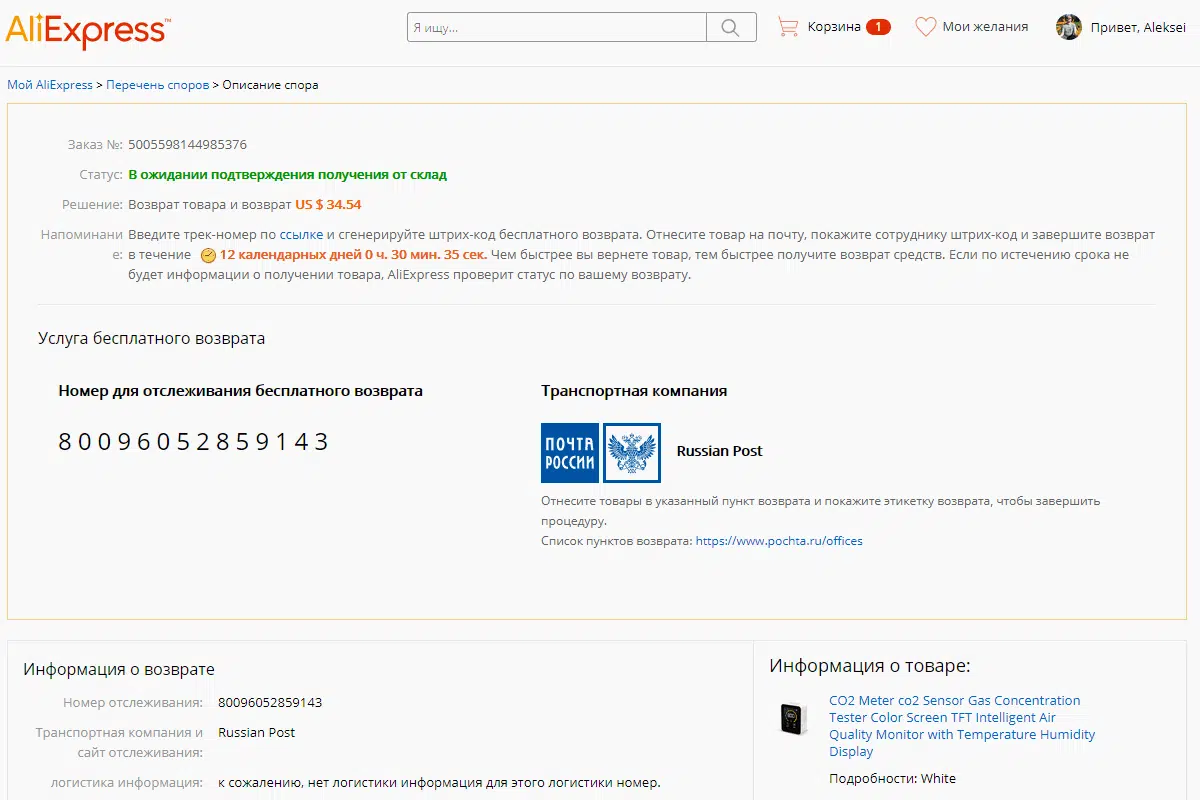 AliExpress™
Я ищу...
Корзина 1
Мои желания
Привет, Aleksei
Мой AliExpress > Перечень споров > Описание спора
Заказ №: 5005598144985376
Статус: В ожидании подтверждения получения от склад
Решение: Возврат товара и возврат US $ 34.54
Напоминани Введите трек-номер по ссылке и сгенерируйте штрих-код бесплатного возврата. Отнесите товар на почту, покажите сотруднику штрих-код и завершите возврат
е: в течение 12 календарных дней 0 ч. 30 мин. 35 сек. Чем быстрее вы вернете товар, тем быстрее получите возврат средств. Если по истечению срока не
будет информации о получении товара, AliExpress проверит статус по вашему возврату.
Услуга бесплатного возврата
Номер для отслеживания бесплатного возврата
80096052859143
Транспортная компания
ПОЧТА
РОССИИ
Russian Post
Отнесите товары в указанный пункт возврата и покажите этикетку возврата, чтобы завершить
процедуру.
Список пунктов возврата: https://www.pochta.ru/offices
Информация о возврате
Номер отслеживания: 80096052859143
Транспортная компания и Russian Post
сайт отслеживания:
логистика информация: к сожалению, нет логистики информация для этого логистики номер.
Информация о товаре:
CO2 Meter co2 Sensor Gas Concentration
Tester Color Screen TFT Intelligent Air
Quality Monitor with Temperature Humidity
Display
Подробности: White